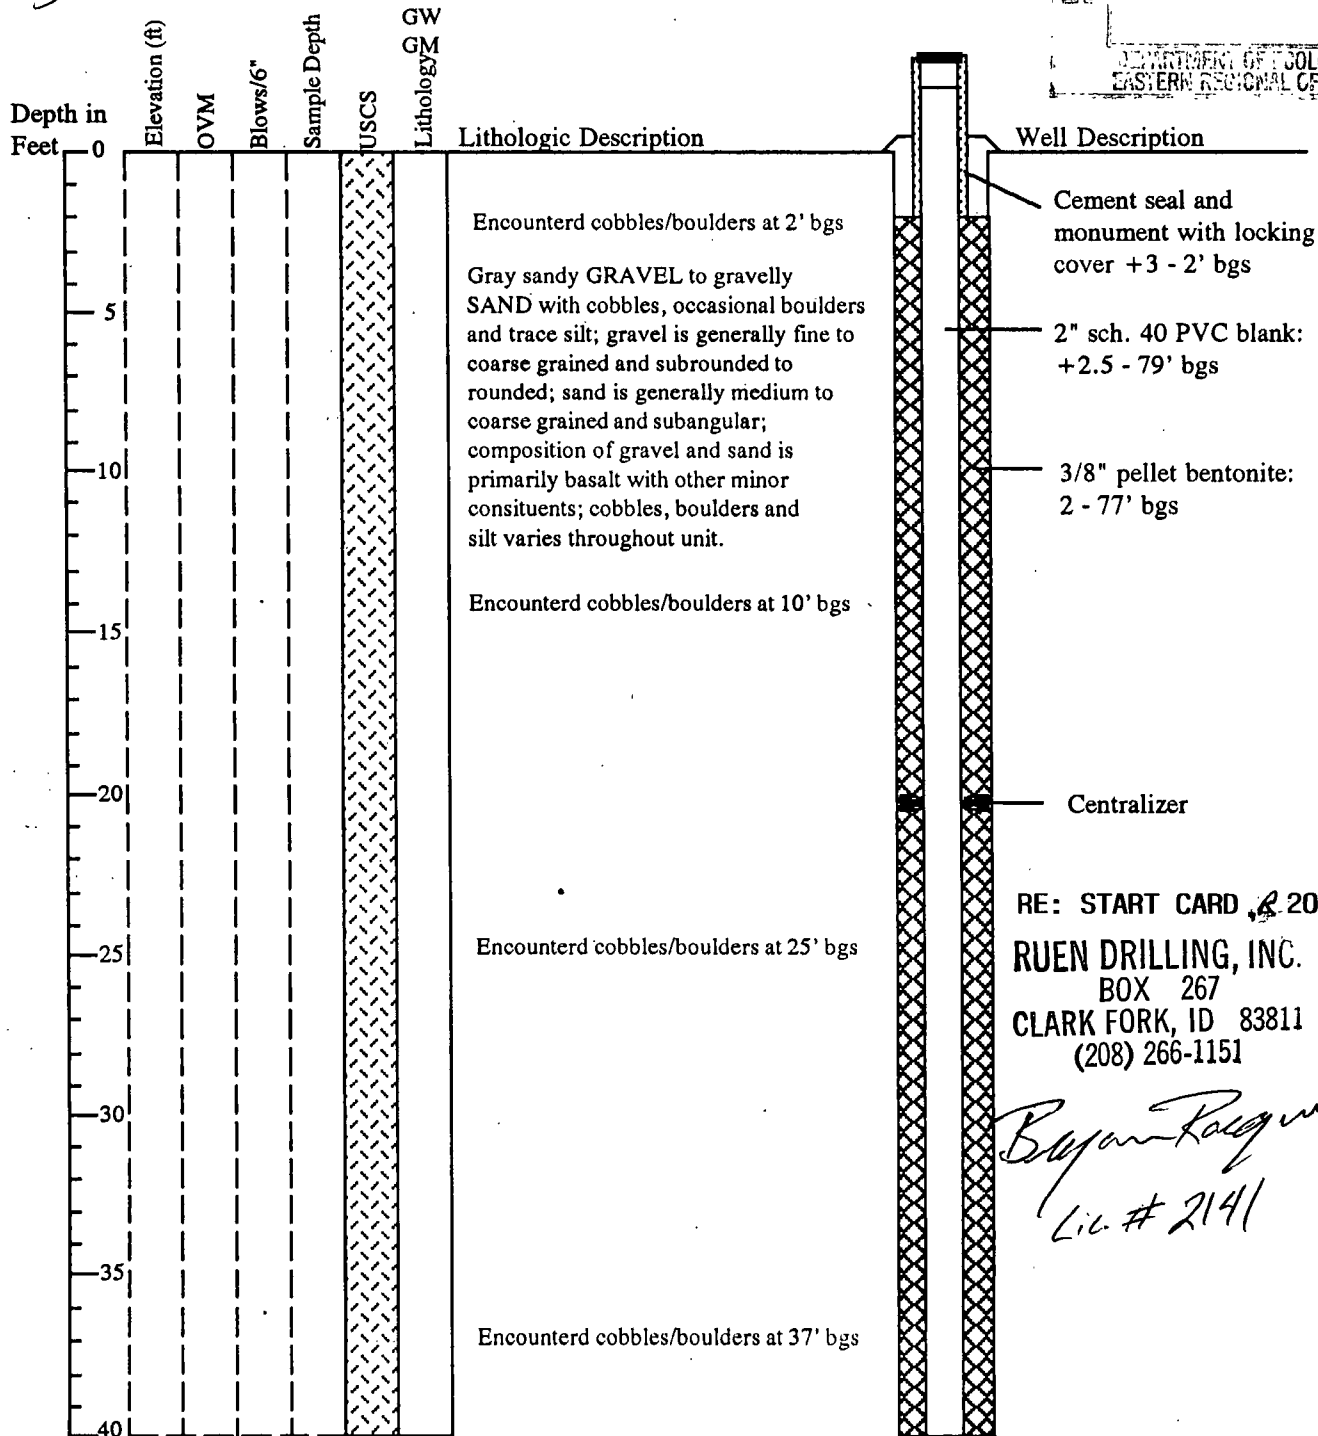 GW
GM
Elevation (ft)
OVM
Blows/6"
Sample Depth
USCS
Lithology
DEPARTMENT OF ECOL
EASTERN REGIONAL OF
Depth in
Feet
Lithologic Description
Well Description
0
5
10
15
20
25
30
35
40
Encounterd cobbles/boulders at 2' bgs
Gray sandy GRAVEL to gravelly
SAND with cobbles, occasional boulders
and trace silt; gravel is generally fine to
coarse grained and subrounded to
rounded; sand is generally medium to
coarse grained and subangular;
composition of gravel and sand is
primarily basalt with other minor
consituents; cobbles, boulders and
silt varies throughout unit.
Encounterd cobbles/boulders at 10' bgs
Encounterd cobbles/boulders at 25' bgs
Encounterd cobbles/boulders at 37' bgs
Cement seal and
monument with locking
cover +3 - 2' bgs
2" sch. 40 PVC blank:
+2.5 - 79' bgs
3/8" pellet bentonite:
2 - 77' bgs
Centralizer
RE: START CARD 20
RUEN DRILLING, INC.
BOX 267
CLARK FORK, ID 83811
(208) 266-1151
Lic. # 2141